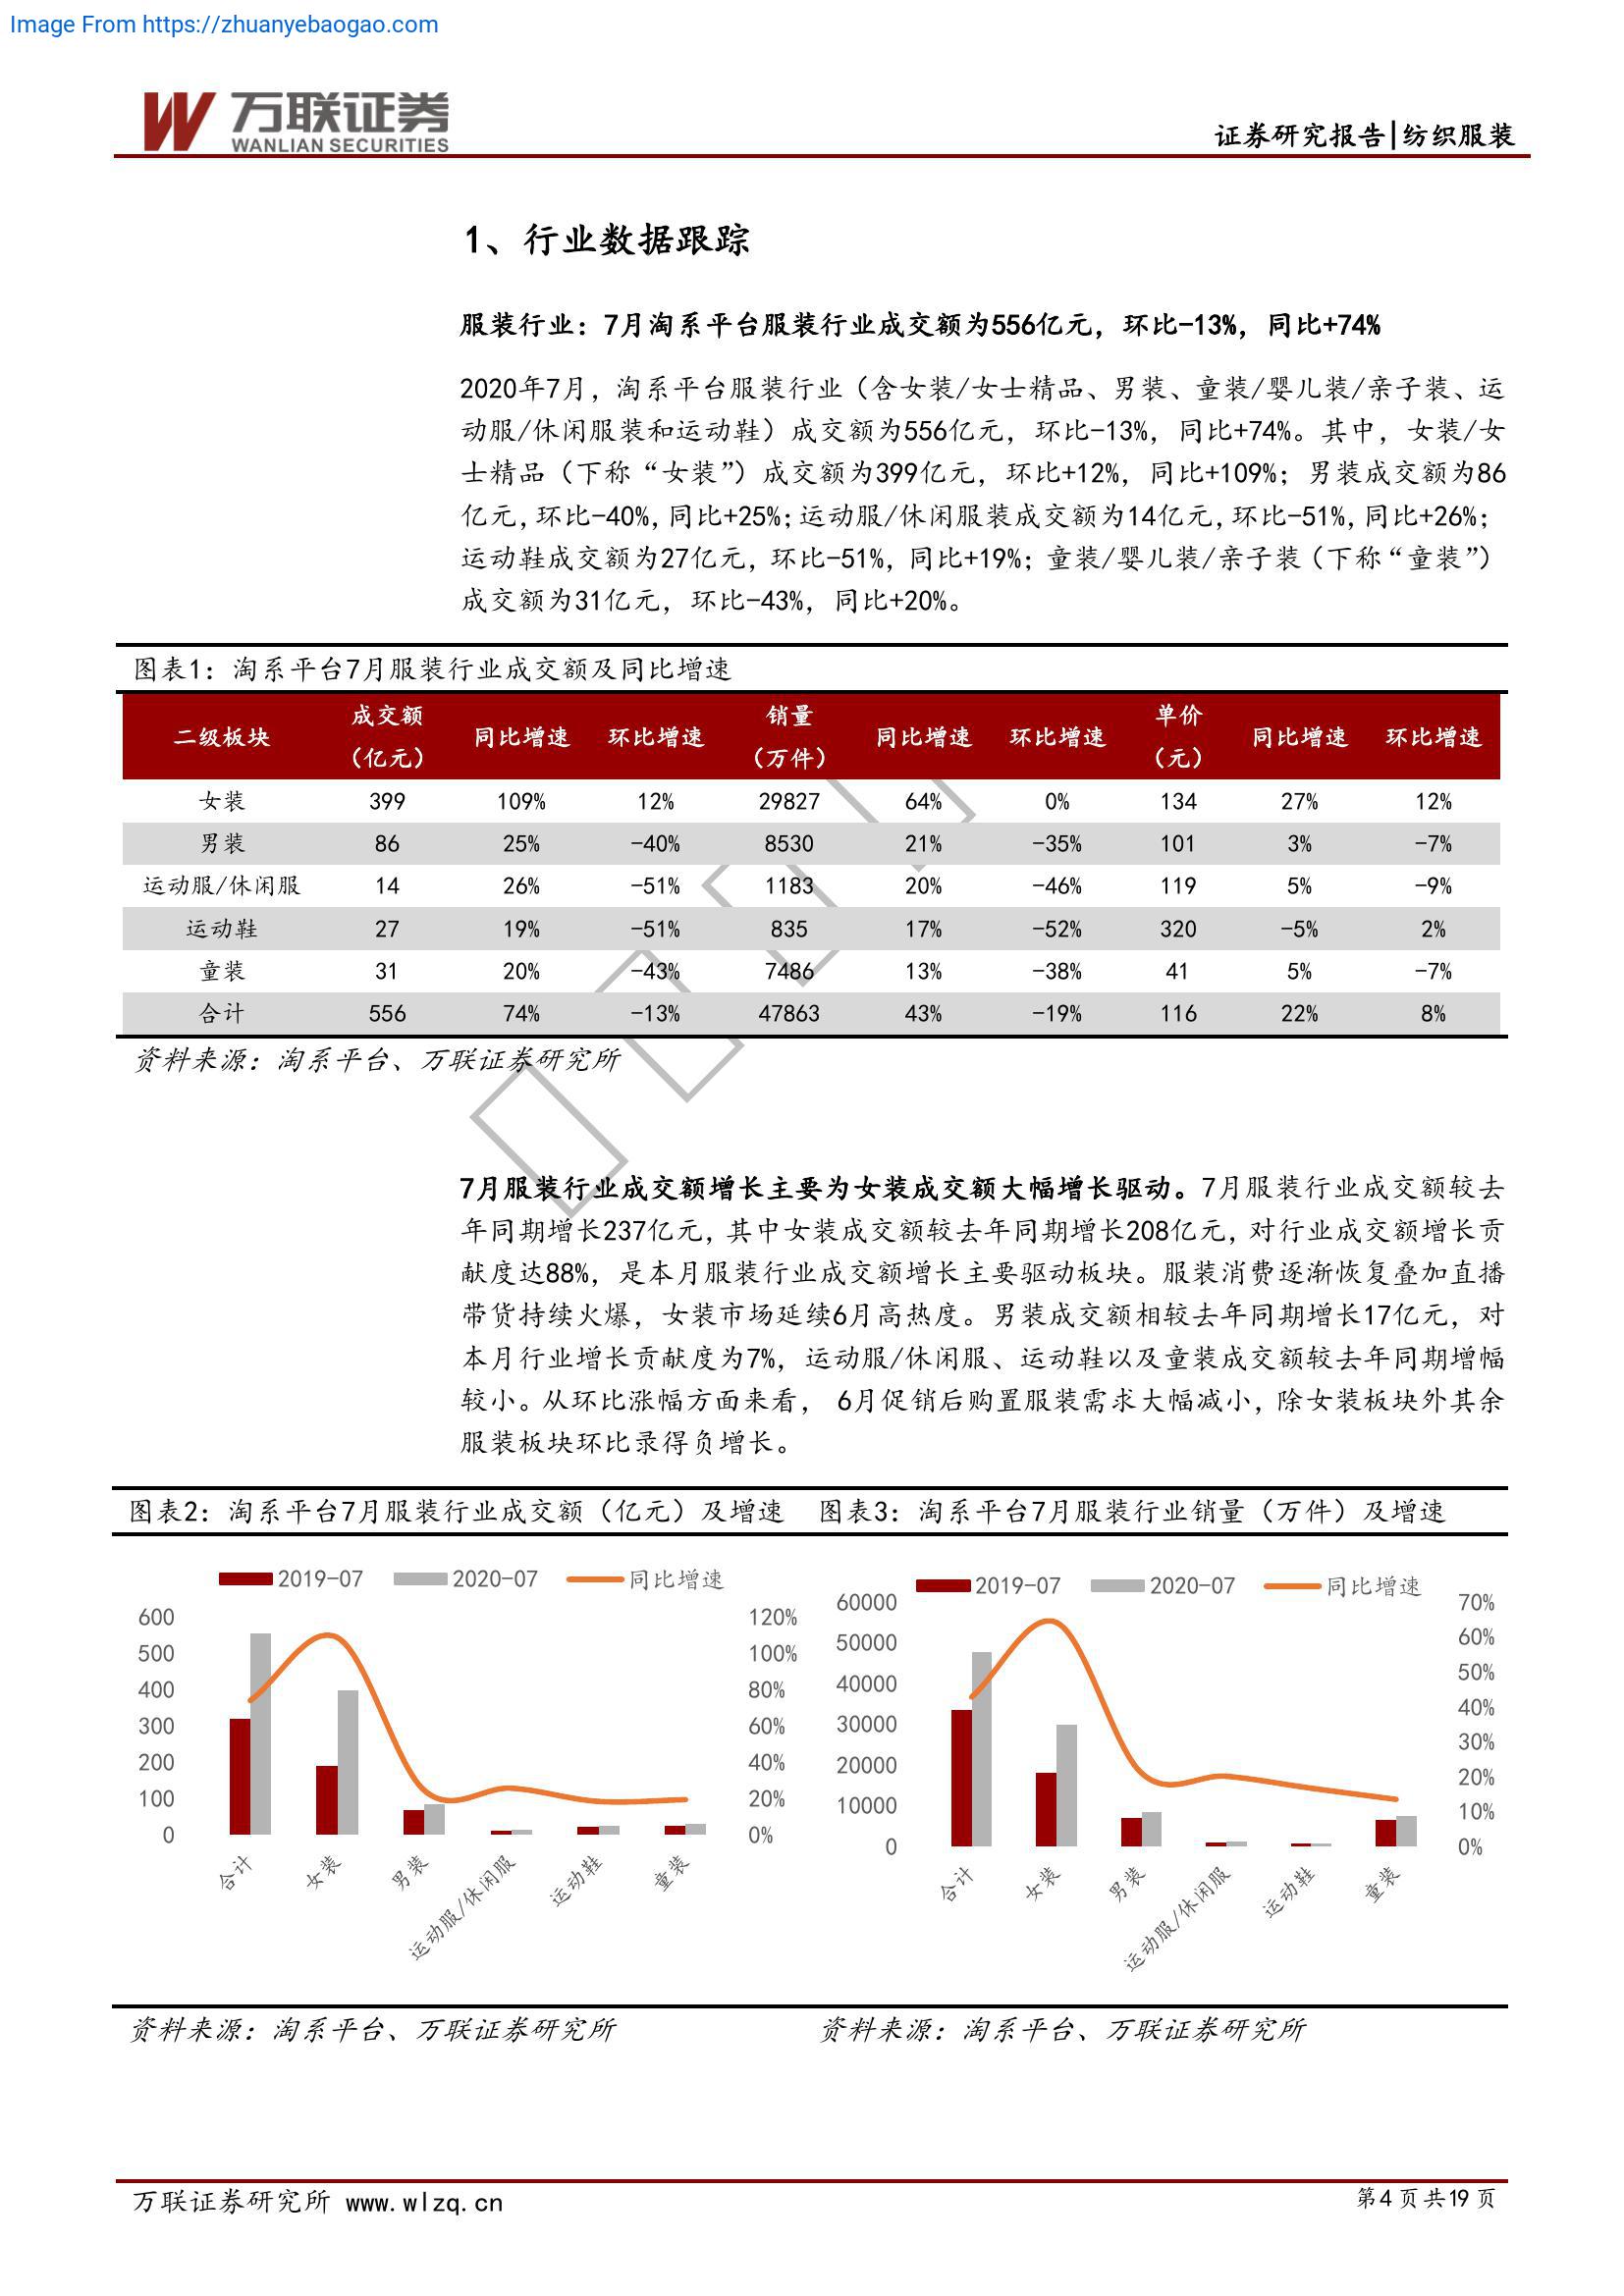 Image From https://zhuanyebaogao.com
万联证券
WANLIAN SECURITIES
证券研究报告|纺织服装
1、行业数据跟踪
服装行业：7月淘系平台服装行业成交额为556亿元，环比-13%，同比+74%
2020年7月，淘系平台服装行业（含女装/女士精品、男装、童装/婴儿装/亲子装、运
动服/休闲服装和运动鞋）成交额为556亿元，环比-13%，同比+74%。其中，女装/女
士精品（下称“女装”）成交额为399亿元，环比+12%，同比+109%；男装成交额为86
亿元，环比-40%，同比+25%；运动服/休闲服装成交额为14亿元，环比-51%，同比+26%；
运动鞋成交额为27亿元，环比-51%，同比+19%；童装/婴儿装/亲子装（下称“童装”）
成交额为31亿元，环比-43%，同比+20%。
图表1：淘系平台7月服装行业成交额及同比增速
二级板块 成交额（亿元） 同比增速 环比增速 销量（万件） 同比增速 环比增速 单价（元） 同比增速 环比增速
女装 399 109% 12% 29827 64% 0% 134 27% 12%
男装 86 25% -40% 8530 21% -35% 101 3% -7%
运动服/休闲服 14 26% -51% 1183 20% -46% 119 5% -9%
运动鞋 27 19% -51% 835 17% -52% 320 -5% 2%
童装 31 20% -43% 7486 13% -38% 41 5% -7%
合计 556 74% -13% 47863 43% -19% 116 22% 8%
资料来源：淘系平台、万联证券研究所
7月服装行业成交额增长主要为女装成交额大幅增长驱动。7月服装行业成交额较去
年同期增长237亿元，其中女装成交额较去年同期增长208亿元，对行业成交额增长贡
献度达88%，是本月服装行业成交额增长主要驱动板块。服装消费逐渐恢复叠加直播
带货持续火爆，女装市场延续6月高热度。男装成交额相较去年同期增长17亿元，对
本月行业增长贡献度为7%，运动服/休闲服、运动鞋以及童装成交额较去年同期增幅
较小。从环比涨幅方面来看， 6月促销后购置服装需求大幅减小，除女装板块外其余
服装板块环比录得负增长。
图表2：淘系平台7月服装行业成交额（亿元）及增速
2019-07 2020-07 同比增速
600
500
400
300
200
100
0
120%
100%
80%
60%
40%
20%
0%
合计 女装 男装 运动服/休闲服 运动鞋 童装
资料来源：淘系平台、万联证券研究所
图表3：淘系平台7月服装行业销量（万件）及增速
2019-07 2020-07 同比增速
60000
50000
40000
30000
20000
10000
0
70%
60%
50%
40%
30%
20%
10%
0%
合计 女装 男装 运动服/休闲服 运动鞋 童装
资料来源：淘系平台、万联证券研究所
万联证券研究所 www.wlzq.cn
第4页共19页